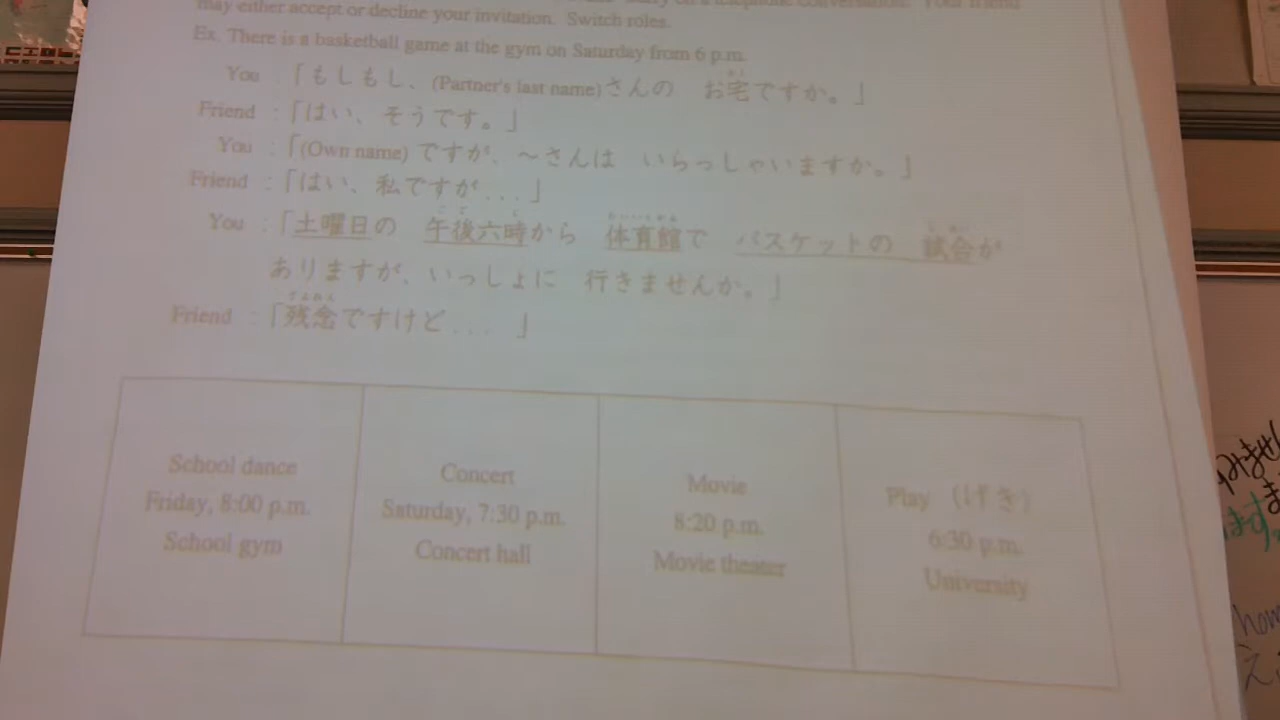 may either accept or decline your invitation. Switch roles.
Ex. There is a basketball game at the gym on Saturday from 6 p.m.
You 「もしもし、(Partner's last name)さんの お宅ですか。」
Friend :「はい、そうです。」
You :「(Own name) ですが、～さんは いらっしゃいますか。」
Friend :「はい、私ですが...」
You :「土曜日の 午後六時から 体育館で バスケットの 試合が
ありますが、いっしょに 行きませんか。」
Friend :「残念ですけど.... 」
School dance
Friday, 8:00 p.m.
School gym
Concert
Saturday, 7:30 p.m.
Concert hall
Movie
8:20 p.m.
Movie theater
Play (げき)
6:30 p.m.
University